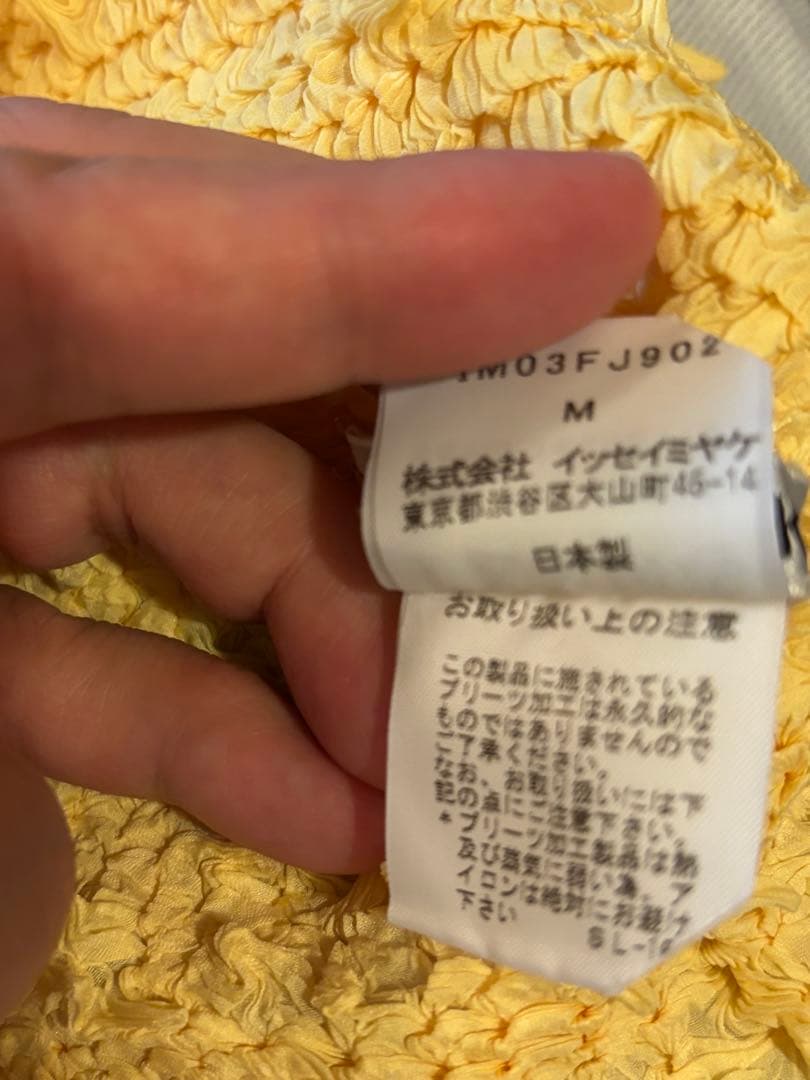 IM03FJ902
M
株式会社 イッセイミヤケ
東京都渋谷区大山町45-14
日本製
お取り扱い上の注意
この製品に施されている
プリーツ加工は永久的な
ものではありませんので
ご了承ください。
なお、お取り扱いには下
記の点にご注意下さい。
* プリーツ加工製品は熱
及び蒸気に弱い為、ア
イロンは絶対にお避け
下さい
SL-1